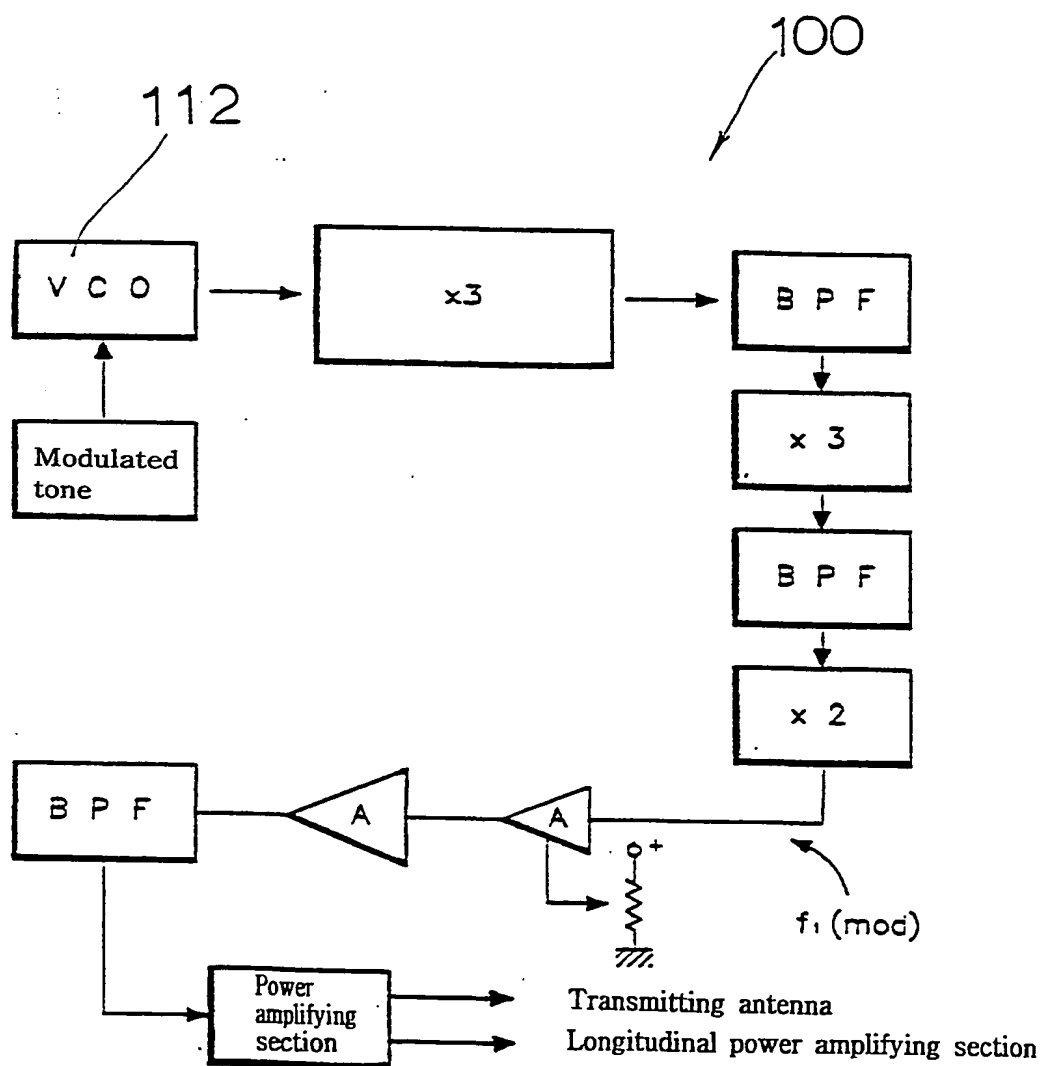 100
112
V C O
x3
B P F
Modulated
tone
x 3
B P F
x 2
B P F
A
A
+
f₁ (mod)
Power
amplifying
section
Transmitting antenna
Longitudinal power amplifying section